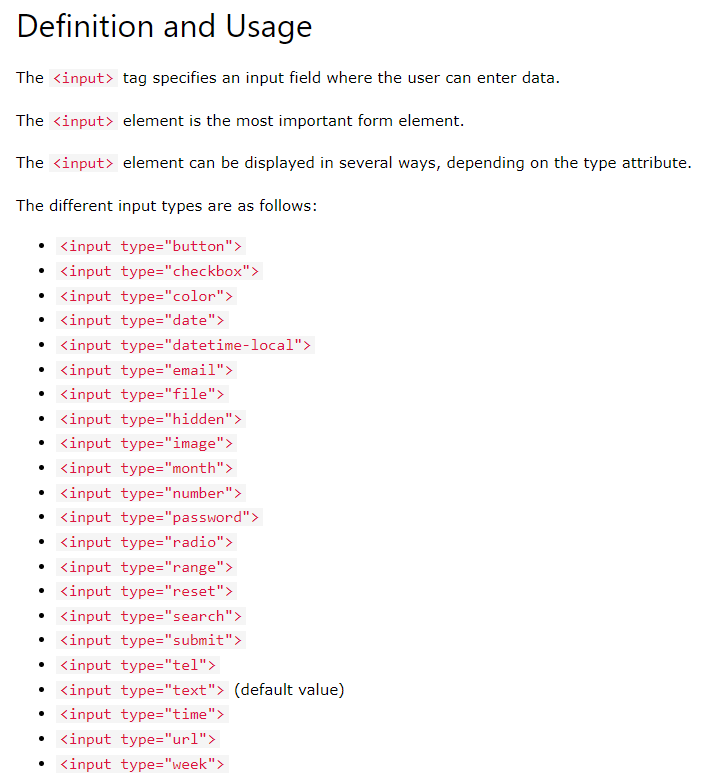 Definition and Usage
The <input> tag specifies an input field where the user can enter data.
The <input> element is the most important form element.
The <input> element can be displayed in several ways, depending on the type attribute.
The different input types are as follows:
• <input type="button">
• <input type="checkbox">
• <input type="color">
• <input type="date">
• <input type="datetime-local">
• <input type="email">
• <input type="file">
• <input type="hidden">
• <input type="image">
• <input type="month">
• <input type="number">
• <input type="password">
• <input type="radio">
• <input type="range">
• <input type="reset">
• <input type="search">
• <input type="submit">
• <input type="tel">
• <input type="text"> (default value)
• <input type="time">
• <input type="url">
• <input type="week">